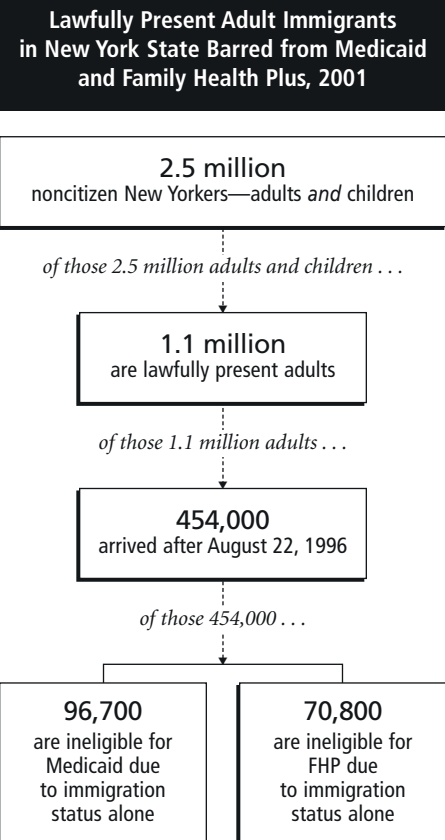 Lawfully Present Adult Immigrants
in New York State Barred from Medicaid
and Family Health Plus, 2001
2.5 million
noncitizen New Yorkers—adults and children
of those 2.5 million adults and children . . .
1.1 million
are lawfully present adults
of those 1.1 million adults . . .
454,000
arrived after August 22, 1996
of those 454,000 . . .
96,700
are ineligible for
Medicaid due
to immigration
status alone
70,800
are ineligible for
FHP due
to immigration
status alone